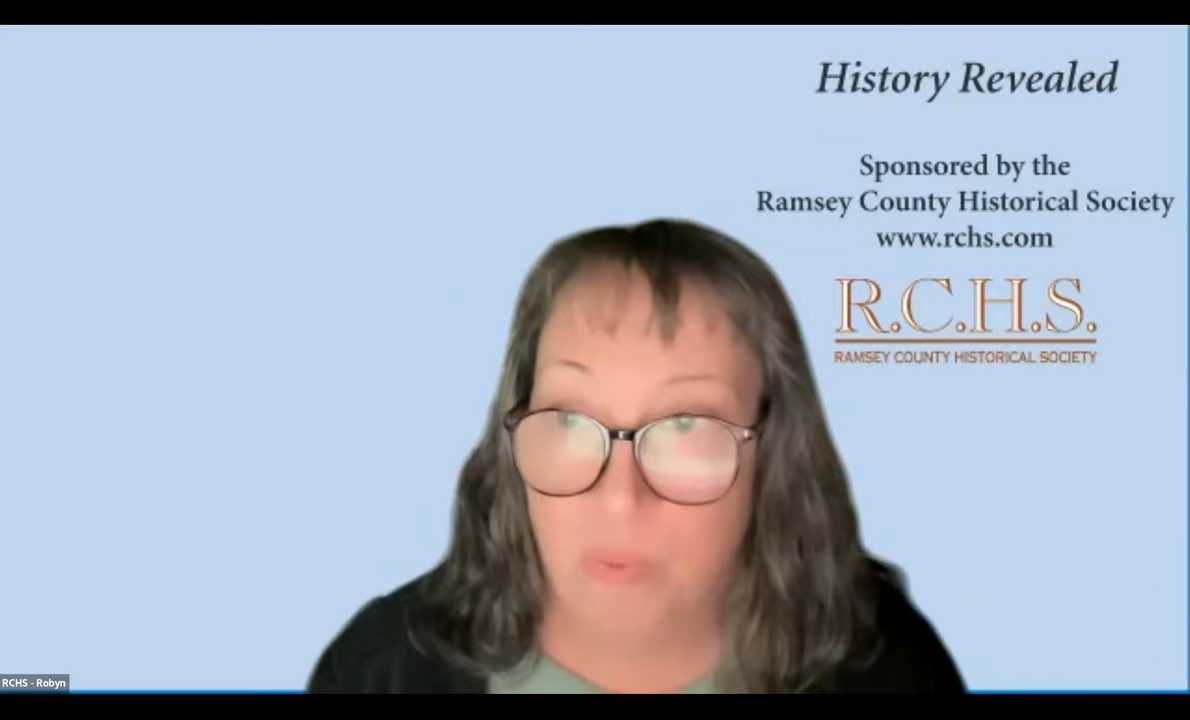 History Revealed
Sponsored by the
Ramsey County Historical Society
www.rchs.com
R.C.H.S.
RAMSEY COUNTY HISTORICAL SOCIETY
RCHS - Robyn